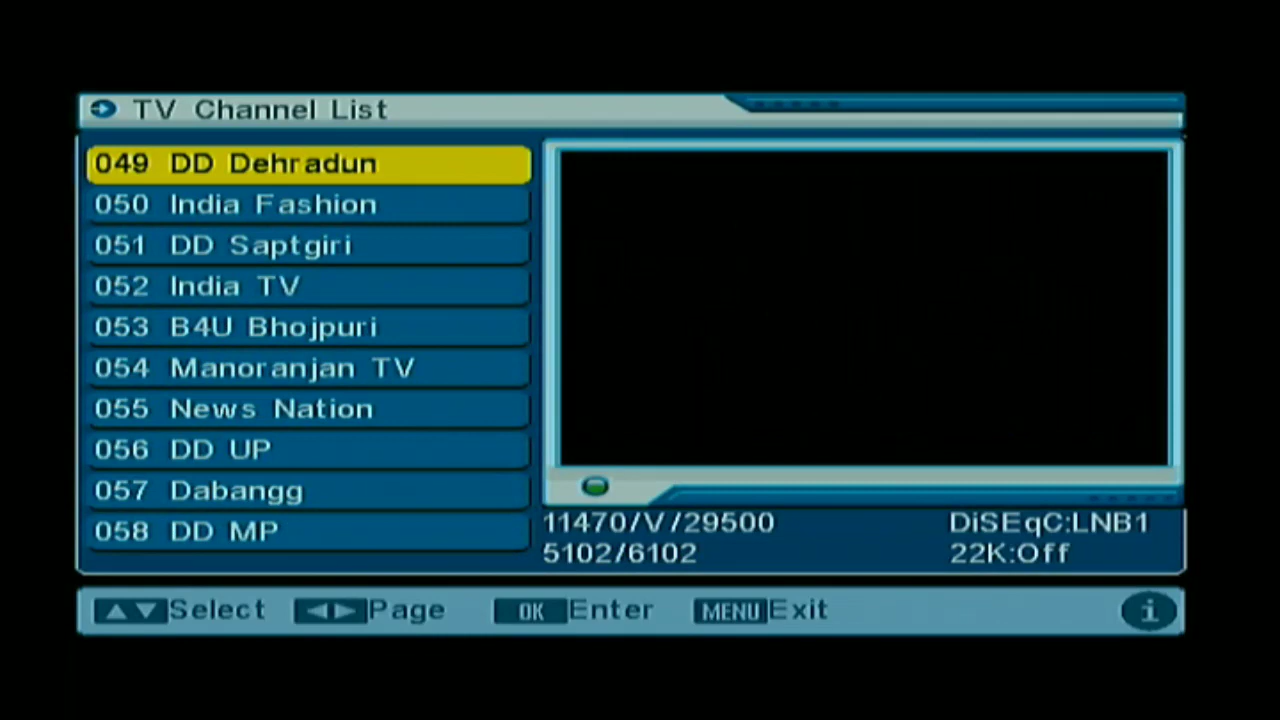 TV Channel List
049 DD Dehradun
050 India Fashion
051 DD Saptgiri
052 India TV
053 B4U Bhojpuri
054 Manoranjan TV
055 News Nation
056 DD UP
057 Dabangg
058 DD MP
11470/V/29500 DiSEqC:LNB1
5102/6102 22K:Off
Select Page OK Enter MENU Exit i